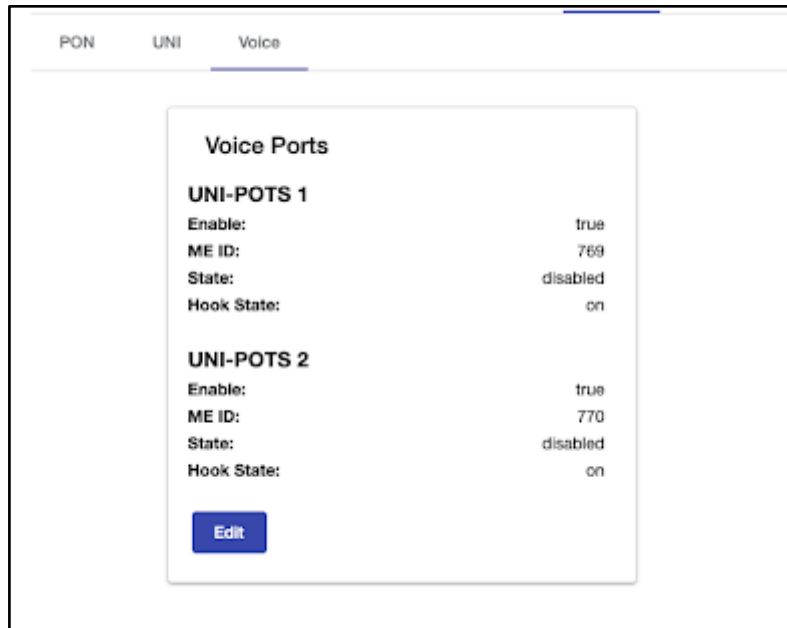 PON UNI Voice
Voice Ports
UNI-POTS 1
Enable: true
ME ID: 769
State: disabled
Hook State: on
UNI-POTS 2
Enable: true
ME ID: 770
State: disabled
Hook State: on
Edit